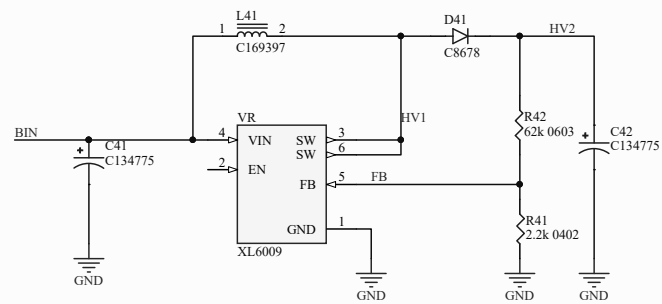 L41
1 2
C169397
D41
C8678
HV2
BIN
C41
C134775
VR
4 VIN
2 EN
SW 3
SW 6
FB 5
GND 1
XL6009
HV1
FB
R42
62k 0603
C42
C134775
R41
2.2k 0402
GND
GND
GND
GND